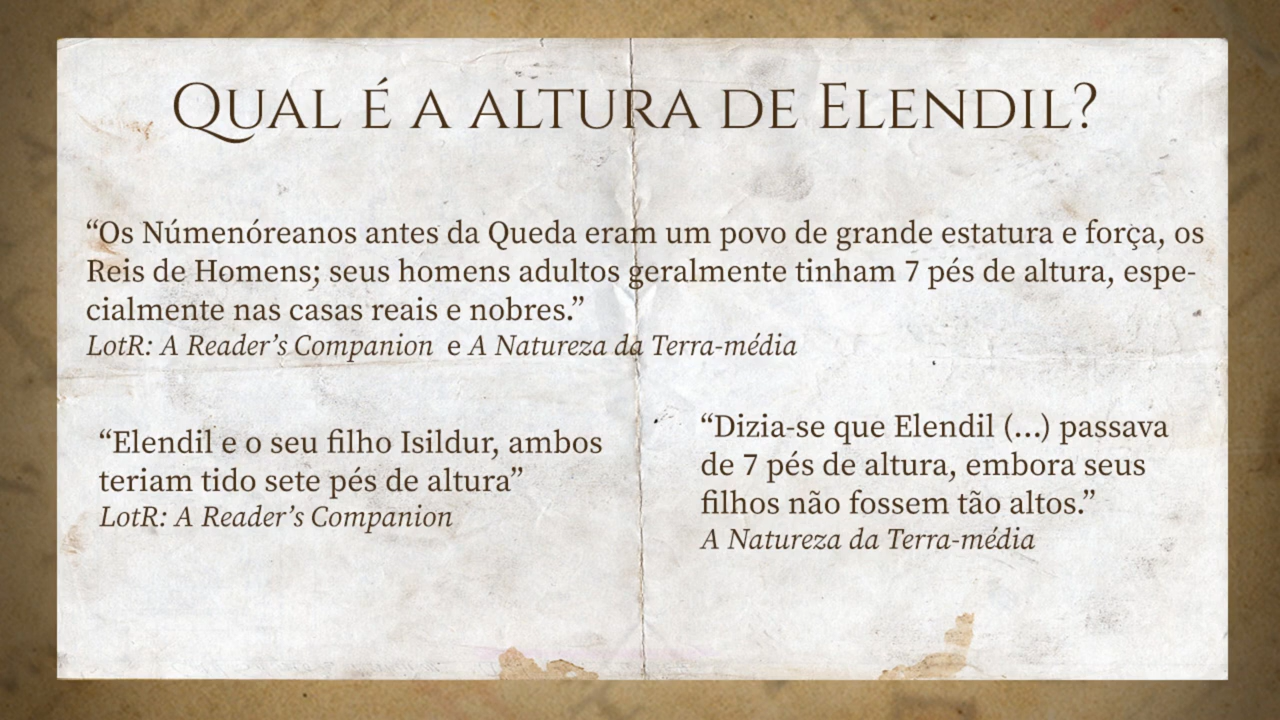 Qual é a altura de Elendil?
“Os Númenóreanos antes da Queda eram um povo de grande estatura e força, os
Reis de Homens; seus homens adultos geralmente tinham 7 pés de altura, espe-
cialmente nas casas reais e nobres.”
LotR: A Reader’s Companion e A Natureza da Terra-média
“Elendil e o seu filho Isildur, ambos
teriam tido sete pés de altura”
LotR: A Reader’s Companion
“Dizia-se que Elendil (...) passava
de 7 pés de altura, embora seus
filhos não fossem tão altos.”
A Natureza da Terra-média